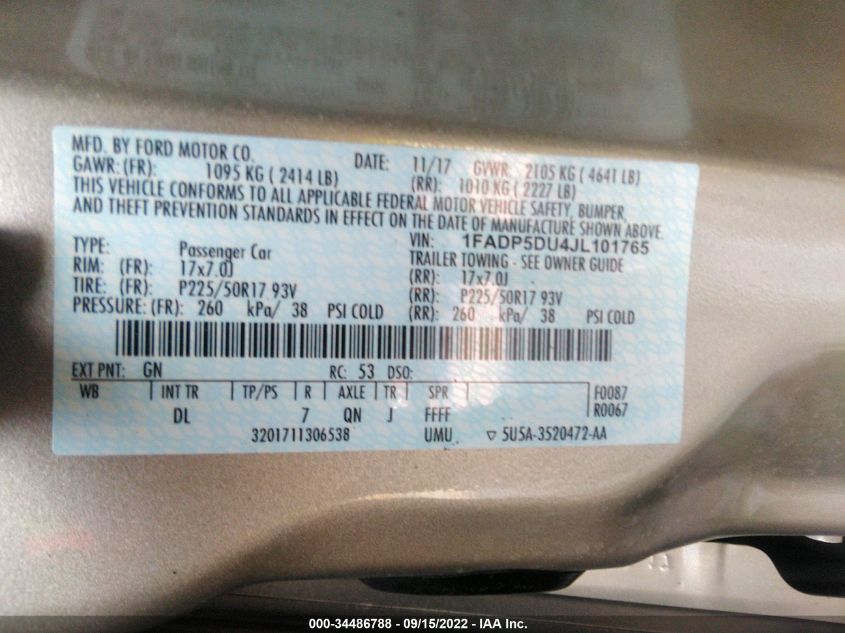 MFD. BY FORD MOTOR CO.
DATE: 11/17 GVWR: 2105 KG ( 4641 LB)
GAWR: (FR): 1095 KG ( 2414 LB) (RR): 1010 KG ( 2227 LB)
THIS VEHICLE CONFORMS TO ALL APPLICABLE FEDERAL MOTOR VEHICLE SAFETY, BUMPER,
AND THEFT PREVENTION STANDARDS IN EFFECT ON THE DATE OF MANUFACTURE SHOWN ABOVE.
VIN: 1FADP5DU4JL101765
TYPE: Passenger Car TRAILER TOWING - SEE OWNER GUIDE
RIM: (FR): 17x7.0J (RR): 17x7.0J
TIRE: (FR): P225/50R17 93V (RR): P225/50R17 93V
PRESSURE: (FR): 260 kPa/ 38 PSI COLD (RR): 260 kPa/ 38 PSI COLD
EXT PNT: GN RC: 53 DSO:
WB INT TR TP/PS R AXLE TR SPR F0087
DL 7 QN J FFFF R0067
3201711306538 UMU ▽ 5U5A-3520472-AA
000-34486788 - 09/15/2022 - IAA Inc.